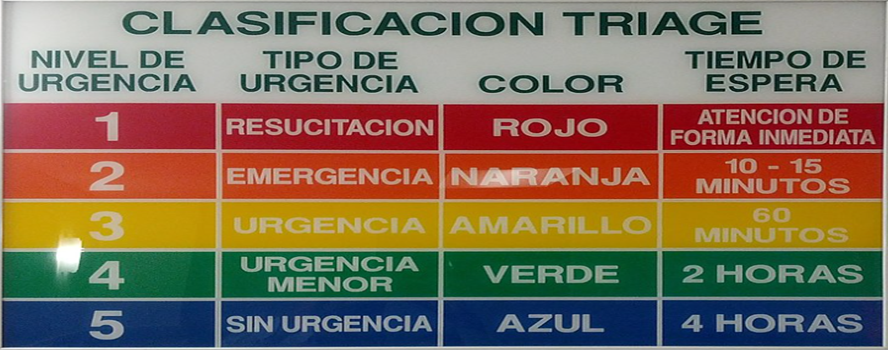 CLASIFICACION TRIAGE
NIVEL DE URGENCIA TIPO DE URGENCIA COLOR TIEMPO DE ESPERA
1 RESUCITACION ROJO ATENCION DE FORMA INMEDIATA
2 EMERGENCIA NARANJA 10 - 15 MINUTOS
3 URGENCIA AMARILLO 60 MINUTOS
4 URGENCIA MENOR VERDE 2 HORAS
5 SIN URGENCIA AZUL 4 HORAS